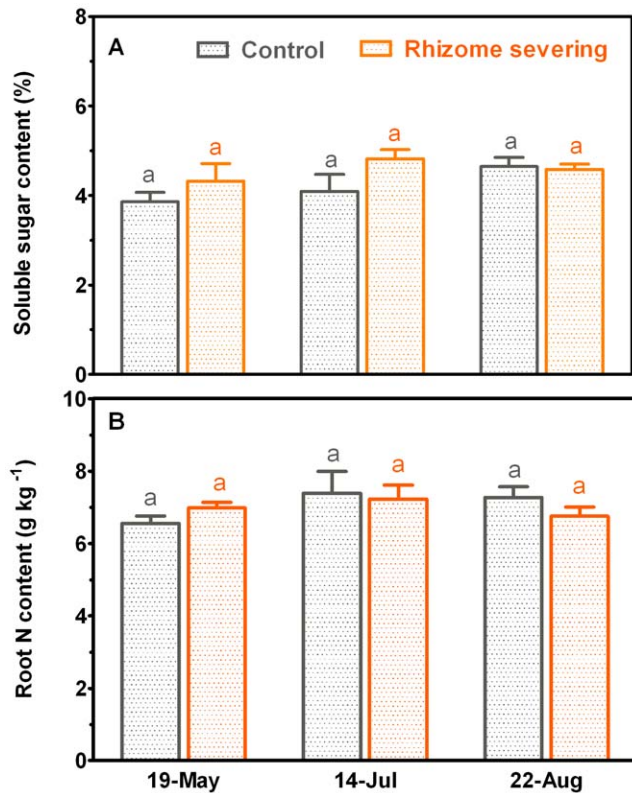 8
A
Control
Rhizome severing
Soluble sugar content (%)
6
a a a a a a
4
2
0
10
B
Root N content (g kg -1)
8
a a a a a a
6
4
2
0
19-May 14-Jul 22-Aug